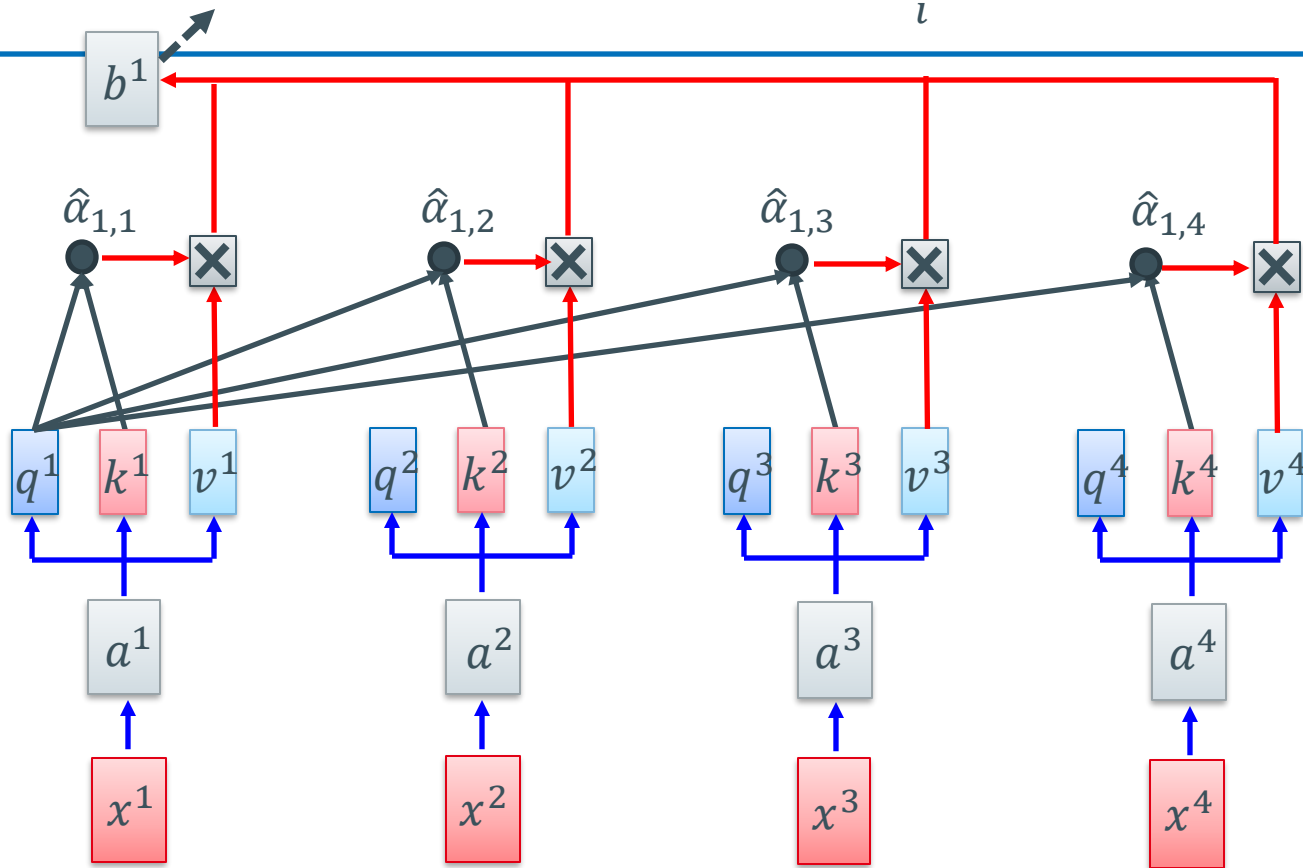 i
b¹
α̂₁,₁ α̂₁,₂ α̂₁,₃ α̂₁,₄
q¹ k¹ v¹ q² k² v² q³ k³ v³ q⁴ k⁴ v⁴
a¹ a² a³ a⁴
x¹ x² x³ x⁴